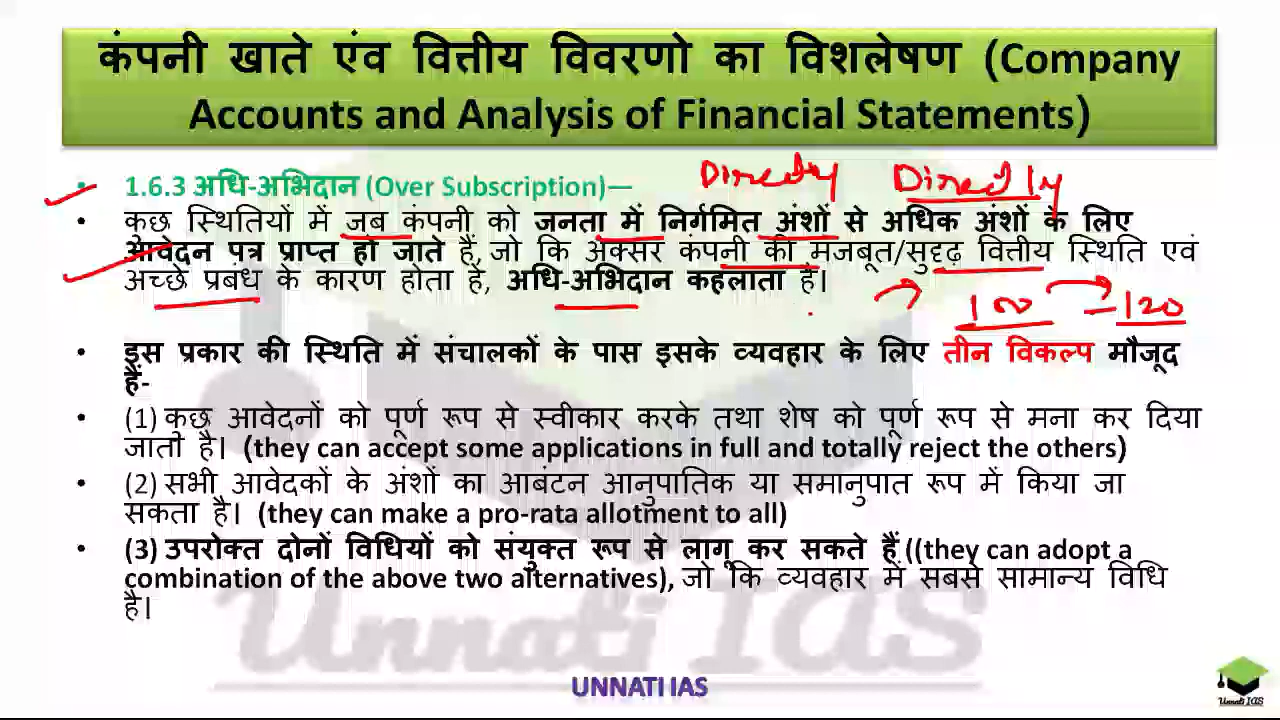 कंपनी खाते एंव वित्तीय विवरणो का विशलेषण (Company
Accounts and Analysis of Financial Statements)
Directly Directly
• 1.6.3 अधि-अभिदान (Over Subscription)—
• कुछ स्थितियों में जब कंपनी को जनता में निर्गमित अंशों से अधिक अंशों के लिए
आवेदन पत्र प्राप्त हो जाते हैं, जो कि अक्सर कंपनी की मजबूत/सुदृढ़ वित्तीय स्थिति एवं
अच्छे प्रबंध के कारण होता है, अधि-अभिदान कहलाता है।
100 – 120
• इस प्रकार की स्थिति में संचालकों के पास इसके व्यवहार के लिए तीन विकल्प मौजूद
हैं-
• (1) कुछ आवेदनों को पूर्ण रूप से स्वीकार करके तथा शेष को पूर्ण रूप से मना कर दिया
जाती है। (they can accept some applications in full and totally reject the others)
• (2) सभी आवेदकों के अंशों का आबंटन आनुपातिक या समानुपात रूप में किया जा
सकता है। (they can make a pro-rata allotment to all)
• (3) उपरोक्त दोनों विधियों को संयुक्त रूप से लागू कर सकते हैं ((they can adopt a
combination of the above two alternatives), जो कि व्यवहार में सबसे सामान्य विधि
है।
Unnati IAS
UNNATI IAS
Unnati IAS